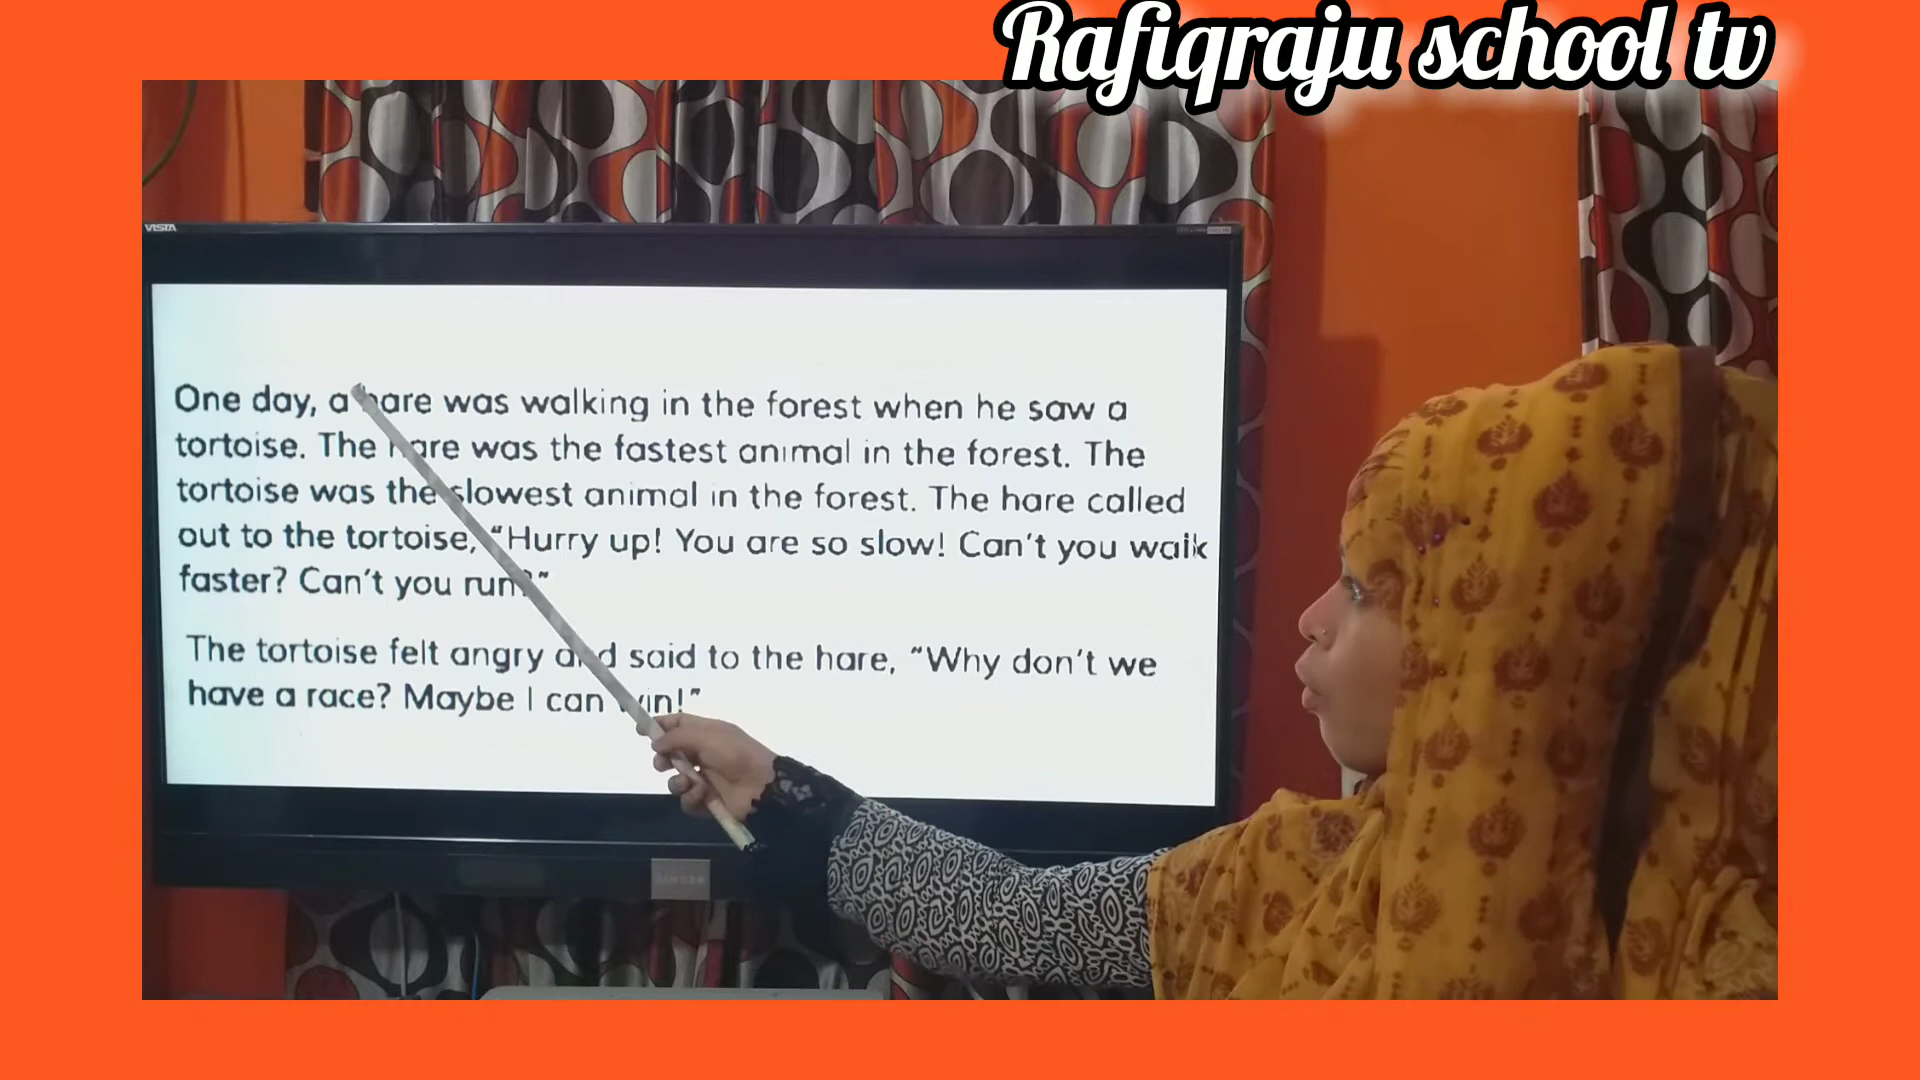 Rafiqraju school tv
VISTA
One day, a hare was walking in the forest when he saw a
tortoise. The hare was the fastest animal in the forest. The
tortoise was the slowest animal in the forest. The hare called
out to the tortoise, “Hurry up! You are so slow! Can't you walk
faster? Can't you run?”
The tortoise felt angry and said to the hare, “Why don't we
have a race? Maybe I can win!”
SINGER